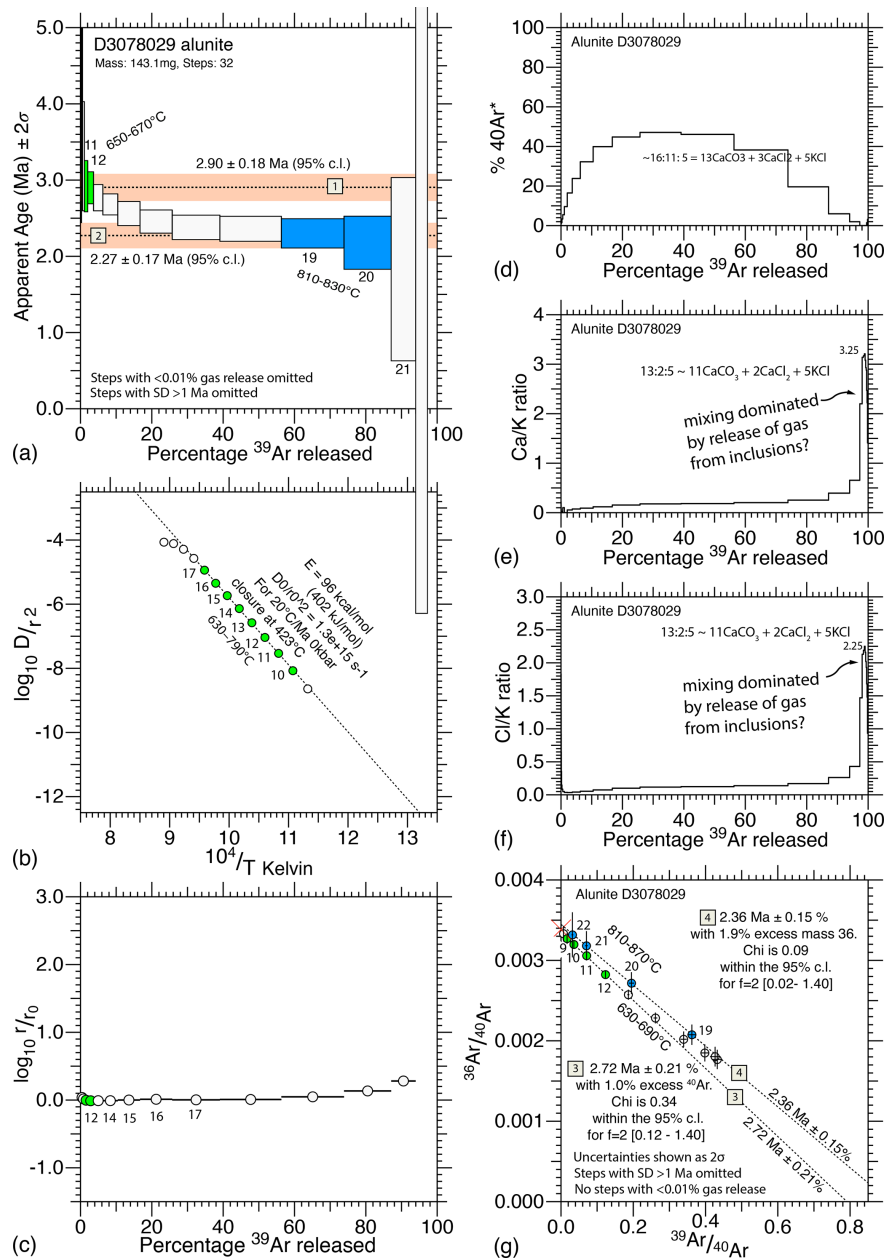 D3078029 alunite
Mass: 143.1mg, Steps: 32
650-670°C
11
12
2.90 ± 0.18 Ma (95% c.l.)
1
2
2.27 ± 0.17 Ma (95% c.l.)
19
20
810-830°C
21
Steps with <0.01% gas release omitted
Steps with SD >1 Ma omitted
Apparent Age (Ma) ± 2σ
5.0
4.0
3.0
2.0
1.0
0.0
0 20 40 60 80 100
Percentage 39Ar released
(a)
log10 D/r 2
-4
-6
-8
-10
-12
17
16
15
14
13
12
11
10
630-790°C
closure at 423°C
For 20°C/Ma 0kbar
D0/r0^2 = 1.3e+15 s-1
(402 kJ/mol)
E = 96 kcal/mol
8 9 10 11 12 13
10^4/T Kelvin
(b)
log10 r/r0
3.0
2.0
1.0
0.0
-1.0
12 14 15 16 17
0 20 40 60 80 100
Percentage 39Ar released
(c)
Alunite D3078029
% 40Ar*
100
80
60
40
20
0
~16:11: 5 = 13CaCO3 + 3CaCl2 + 5KCl
0 20 40 60 80 100
Percentage 39Ar released
(d)
Alunite D3078029
Ca/K ratio
4
3
2
1
0
3.25
13:2:5 ~ 11CaCO3 + 2CaCl2 + 5KCl
mixing dominated
by release of gas
from inclusions?
0 20 40 60 80 100
Percentage 39Ar released
(e)
Alunite D3078029
Cl/K ratio
3.0
2.5
2.0
1.5
1.0
0.5
0.0
13:2:5 ~ 11CaCO3 + 2CaCl2 + 5KCl
2.25
mixing dominated
by release of gas
from inclusions?
0 20 40 60 80 100
Percentage 39Ar released
(f)
Alunite D3078029
36Ar/40Ar
0.004
0.003
0.002
0.001
0.000
4 2.36 Ma ± 0.15 %
with 1.9% excess mass 36.
Chi is 0.09
within the 95% c.l.
for f=2 [0.02- 1.40]
22
21
810-870°C
9
10
11
12
20
630-690°C
19
3 2.72 Ma ± 0.21 %
with 1.0% excess 40Ar.
Chi is 0.34
within the 95% c.l.
for f=2 [0.12 - 1.40]
4
3
2.36 Ma ± 0.15%
2.72 Ma ± 0.21%
Uncertainties shown as 2σ
Steps with SD >1 Ma omitted
No steps with <0.01% gas release
0.0 0.2 0.4 0.6 0.8
39Ar/40Ar
(g)